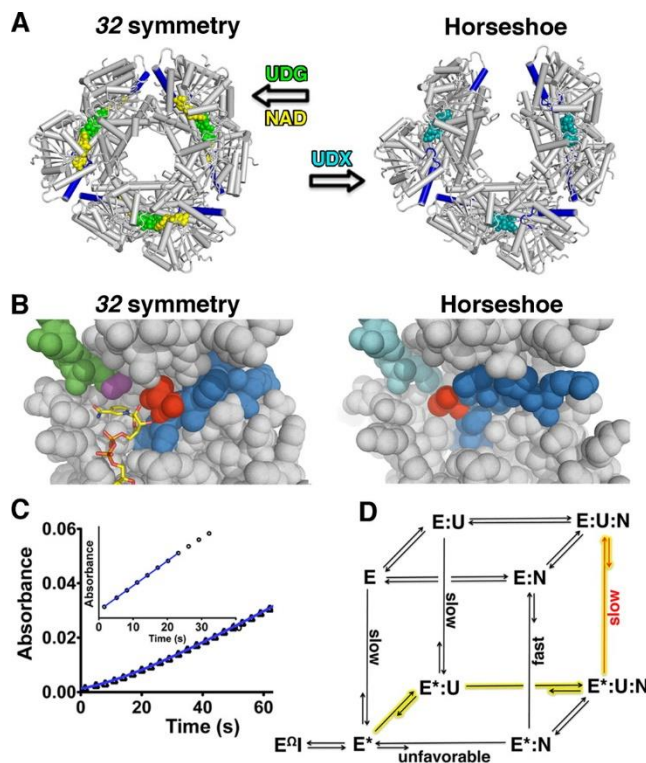 A
32 symmetry
Horseshoe
UDG
NAD
UDX
B
32 symmetry
Horseshoe
C
0.06
0.04
0.02
0.00
Absorbance
0
20
40
60
Time (s)
Absorbance
0
10
20
30
40
Time (s)
D
E:U
E:U:N
E
E:N
slow
slow
fast
slow
E*:U
E*:U:N
EΩI
E*
E*:N
unfavorable